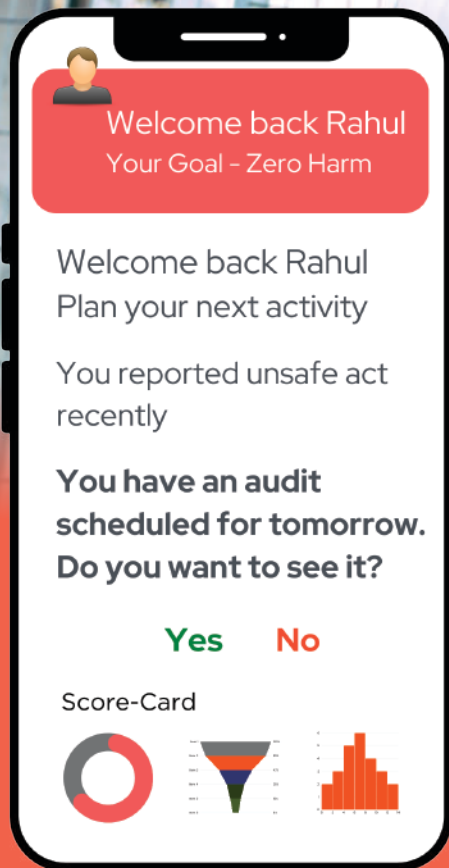 Welcome back Rahul
Your Goal - Zero Harm
Welcome back Rahul
Plan your next activity
You reported unsafe act
recently
You have an audit
scheduled for tomorrow.
Do you want to see it?
Yes No
Score-Card